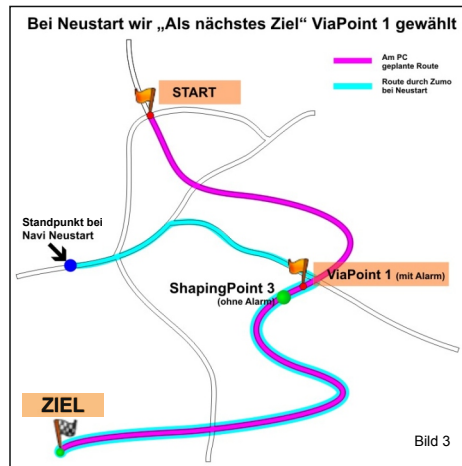 Bei Neustart wir „Als nächstes Ziel“ ViaPoint 1 gewählt
Am PC
geplante Route
Route durch Zumo
bei Neustart
START
Standpunkt bei
Navi Neustart
ViaPoint 1 (mit Alarm)
ShapingPoint 3
(ohne Alarm)
ZIEL
Bild 3